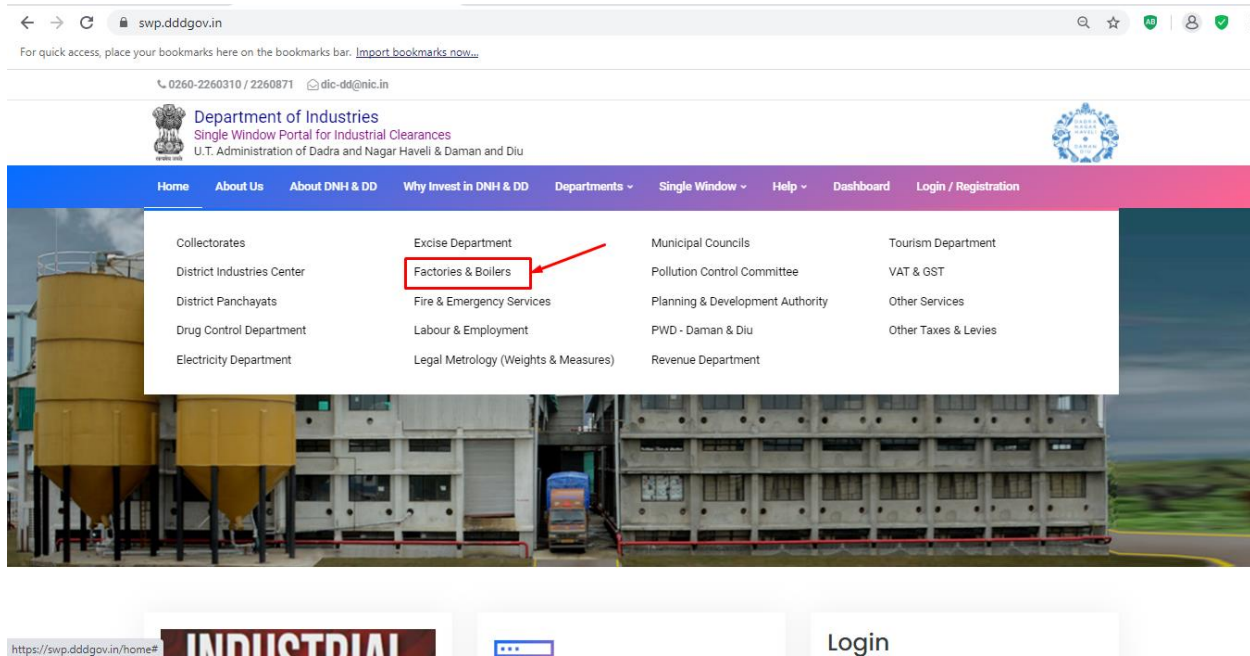 swp.dddgov.in
For quick access, place your bookmarks here on the bookmarks bar. Import bookmarks now...
0260-2260310 / 2260871 dic-dd@nic.in
Department of Industries
Single Window Portal for Industrial Clearances
U.T. Administration of Dadra and Nagar Haveli & Daman and Diu
Home About Us About DNH & DD Why Invest in DNH & DD Departments Single Window Help Dashboard Login / Registration
Collectorates Excise Department Municipal Councils Tourism Department
District Industries Center Factories & Boilers Pollution Control Committee VAT & GST
District Panchayats Fire & Emergency Services Planning & Development Authority Other Services
Drug Control Department Labour & Employment PWD - Daman & Diu Other Taxes & Levies
Electricity Department Legal Metrology (Weights & Measures) Revenue Department
INDUSTRIAL Login
https://swp.dddgov.in/home#